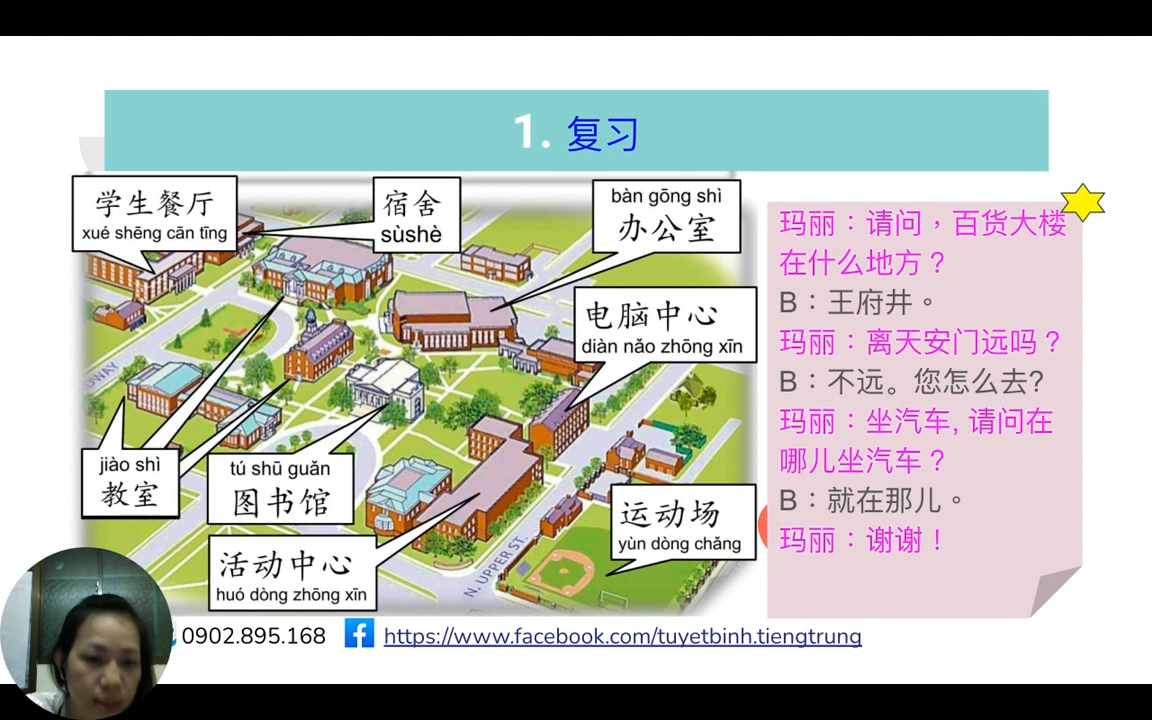 1. 复习
学生餐厅
xué shēng cān tīng
宿舍
sùshè
bàn gōng shì
办公室
电脑中心
diàn nǎo zhōng xīn
jiào shì
教室
tú shū guǎn
图书馆
活动中心
huó dòng zhōng xīn
运动场
yùn dòng chǎng
DWAY
N. UPPER ST.
玛丽：请问，百货大楼
在什么地方？
B：王府井。
玛丽：离天安门远吗？
B：不远。您怎么去?
玛丽：坐汽车, 请问在
哪儿坐汽车？
B：就在那儿。
玛丽：谢谢！
0902.895.168
https://www.facebook.com/tuyetbinh.tiengtrung